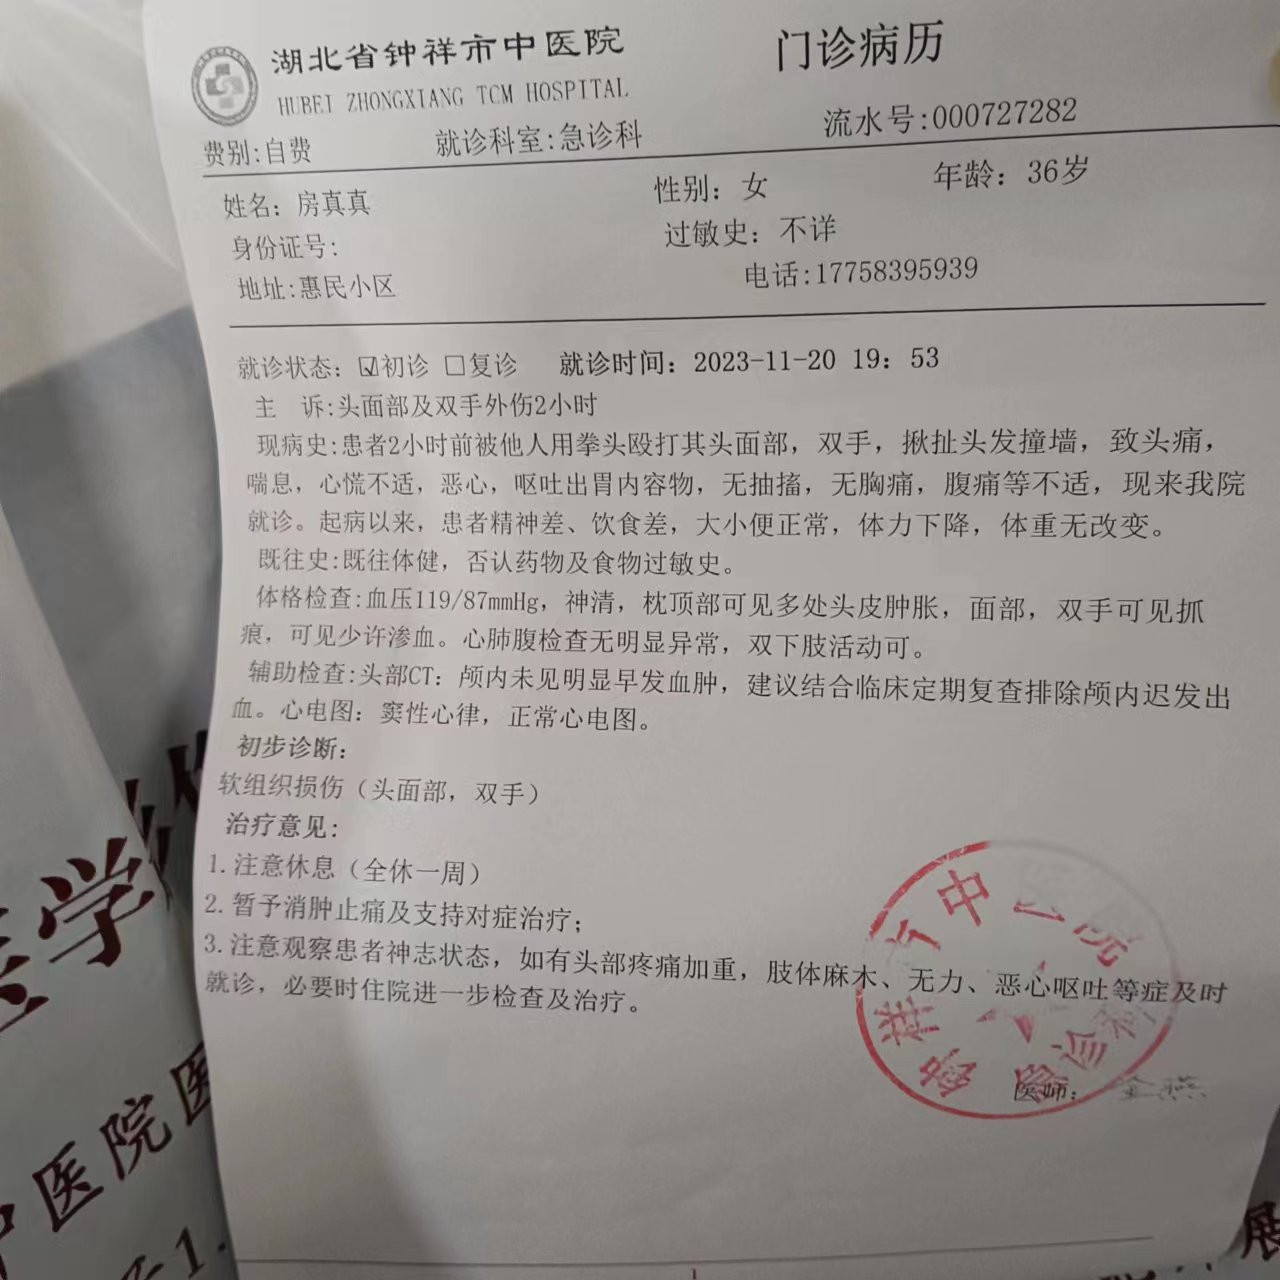 湖北省钟祥市中医院
门诊病历
HUBEI ZHONGXIANG TCM HOSPITAL
费别:自费 就诊科室:急诊科 流水号:000727282
姓名: 房真真 性别: 女 年龄: 36岁
身份证号: 过敏史: 不详
地址:惠民小区 电话:17758395939
就诊状态: ☑初诊 □复诊 就诊时间: 2023-11-20 19: 53
主 诉:头面部及双手外伤2小时
现病史:患者2小时前被他人用拳头殴打其头面部，双手，揪扯头发撞墙，致头痛，
喘息，心慌不适，恶心，呕吐出胃内容物，无抽搐，无胸痛，腹痛等不适，现来我院
就诊。起病以来，患者精神差、饮食差，大小便正常，体力下降，体重无改变。
既往史:既往体健，否认药物及食物过敏史。
体格检查:血压119/87mmHg，神清，枕顶部可见多处头皮肿胀，面部，双手可见抓
痕，可见少许渗血。心肺腹检查无明显异常，双下肢活动可。
辅助检查:头部CT: 颅内未见明显早发血肿，建议结合临床定期复查排除颅内迟发出
血。心电图: 窦性心律，正常心电图。
初步诊断:
软组织损伤（头面部，双手）
治疗意见:
1.注意休息（全休一周）
2.暂予消肿止痛及支持对症治疗;
3.注意观察患者神志状态，如有头部疼痛加重，肢体麻木、无力、恶心呕吐等症及时
就诊，必要时住院进一步检查及治疗。
钟祥市中医院
急诊科
医师: 金燕
医学
中医院医
1.
展